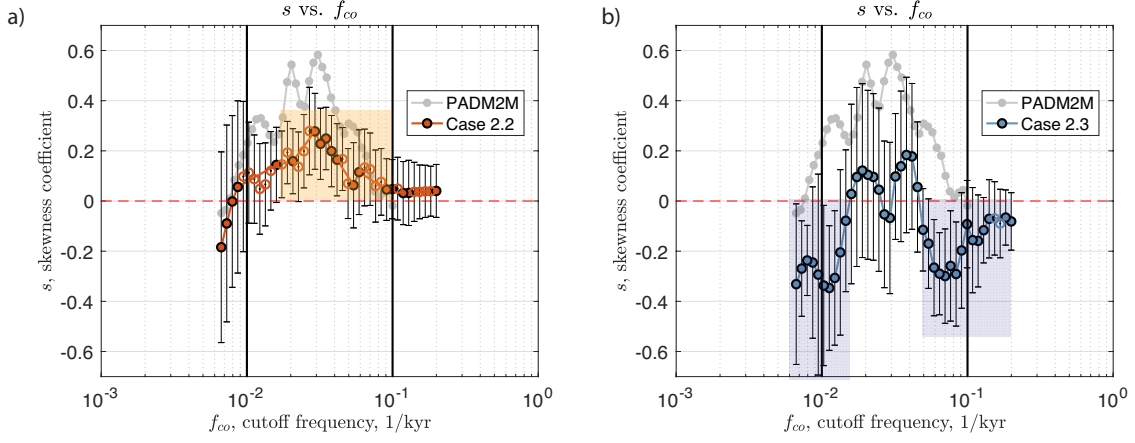 a)
s vs. f_co
0.6
0.4
0.2
0
-0.2
-0.4
-0.6
s, skewness coefficient
PADM2M
Case 2.2
10^-3
10^-2
10^-1
10^0
f_co, cutoff frequency, 1/kyr
b)
s vs. f_co
0.6
0.4
0.2
0
-0.2
-0.4
-0.6
s, skewness coefficient
PADM2M
Case 2.3
10^-3
10^-2
10^-1
10^0
f_co, cutoff frequency, 1/kyr